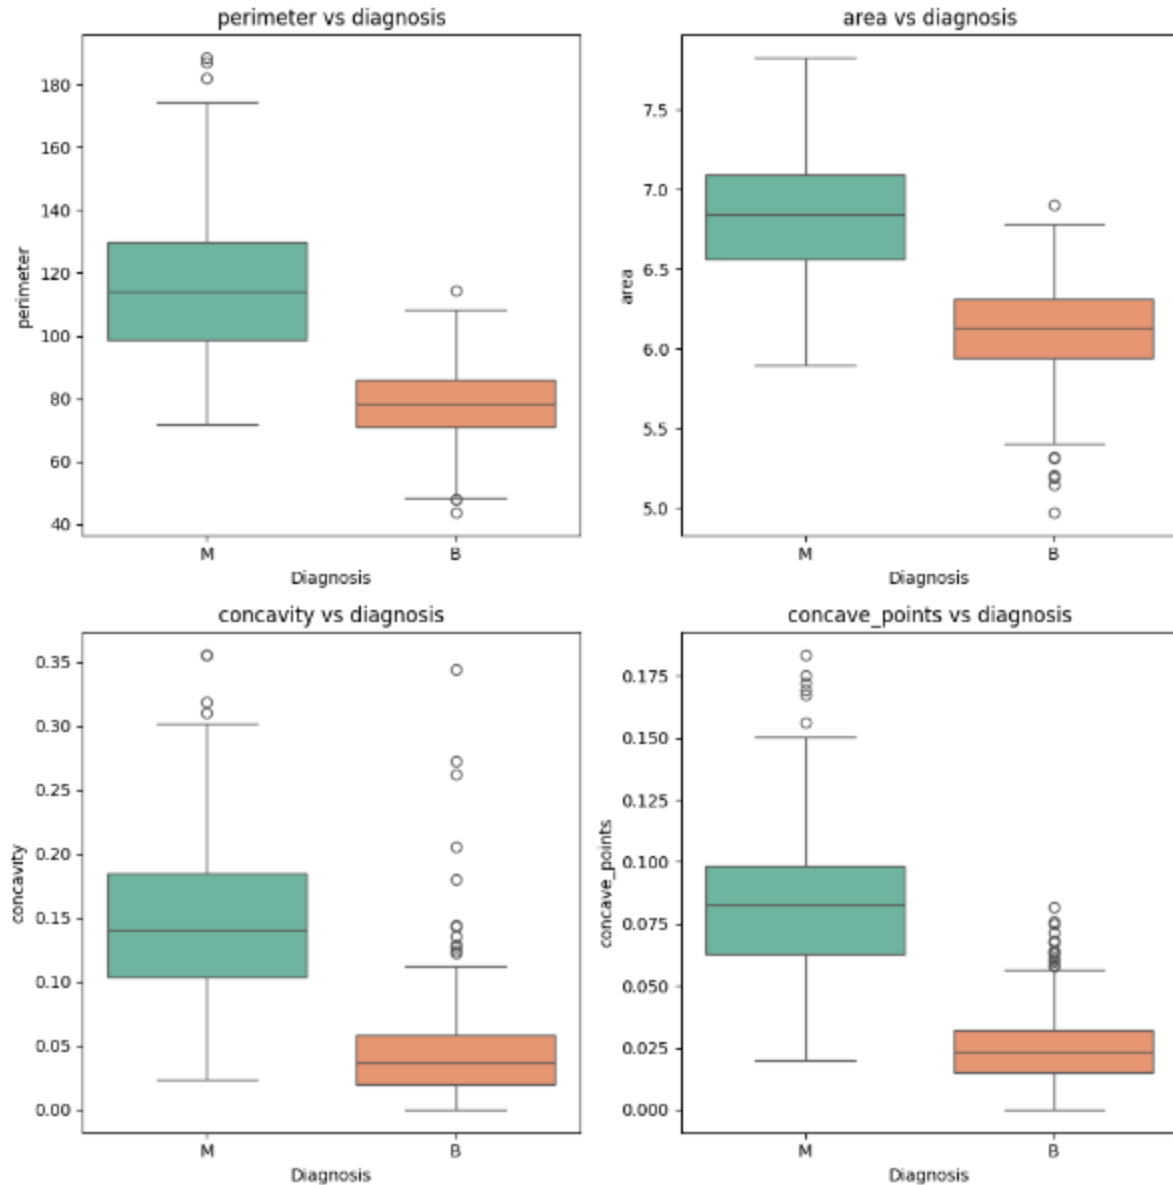 perimeter vs diagnosis
perimeter
180
160
140
120
100
80
60
40
M
B
Diagnosis
area vs diagnosis
area
7.5
7.0
6.5
6.0
5.5
5.0
M
B
Diagnosis
concavity vs diagnosis
concavity
0.35
0.30
0.25
0.20
0.15
0.10
0.05
0.00
M
B
Diagnosis
concave_points vs diagnosis
concave_points
0.175
0.150
0.125
0.100
0.075
0.050
0.025
0.000
M
B
Diagnosis